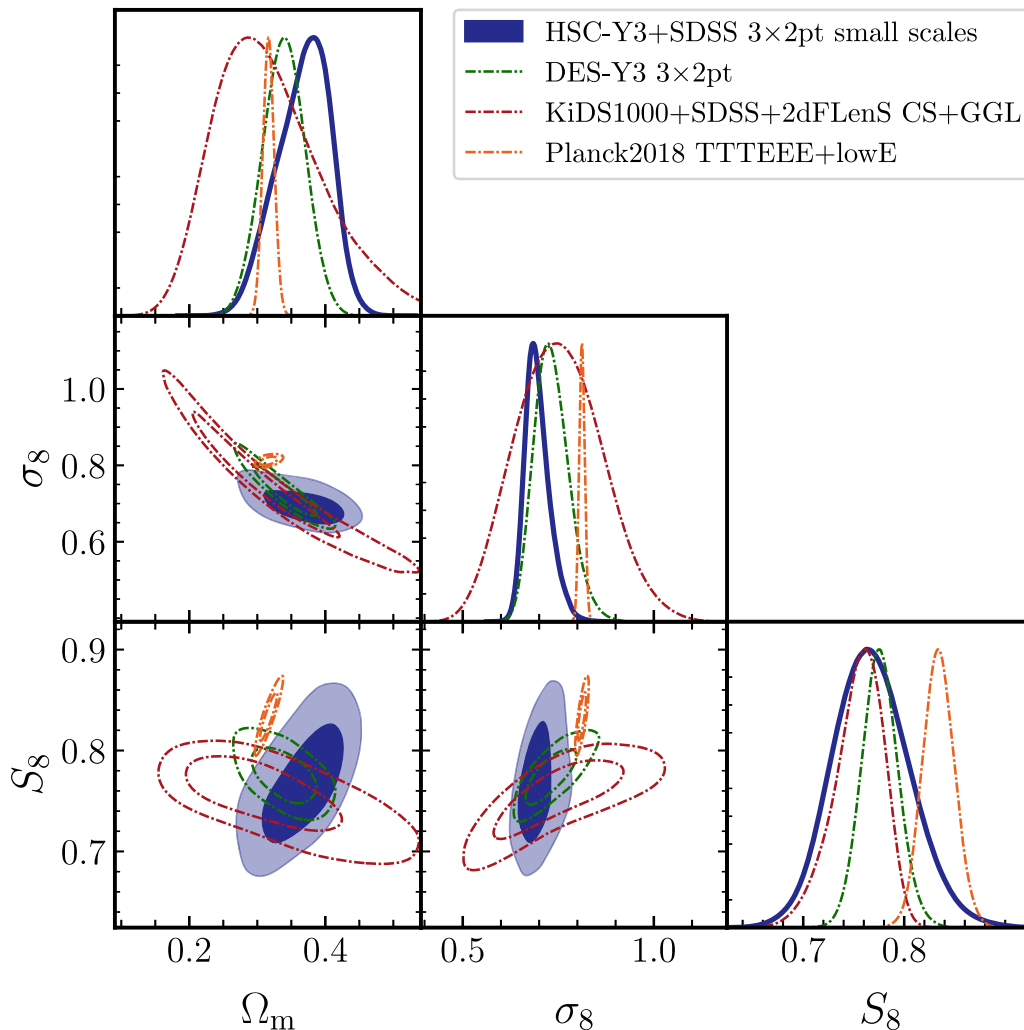 HSC-Y3+SDSS 3×2pt small scales
DES-Y3 3×2pt
KiDS1000+SDSS+2dFLenS CS+GGL
Planck2018 TTTEEE+lowE
1.0
0.8
0.6
σ₈
0.9
0.8
0.7
S₈
0.2 0.4 0.5 1.0 0.7 0.8
Ωₘ σ₈ S₈